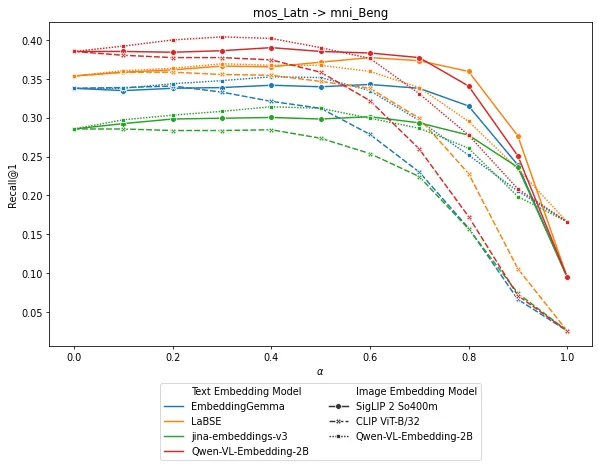 mos_Latn -> mni_Beng
Recall@1
0.40
0.35
0.30
0.25
0.20
0.15
0.10
0.05
0.0 0.2 0.4 0.6 0.8 1.0
α
Text Embedding Model
EmbeddingGemma
LaBSE
jina-embeddings-v3
Qwen-VL-Embedding-2B
Image Embedding Model
SigLIP 2 So400m
CLIP ViT-B/32
Qwen-VL-Embedding-2B